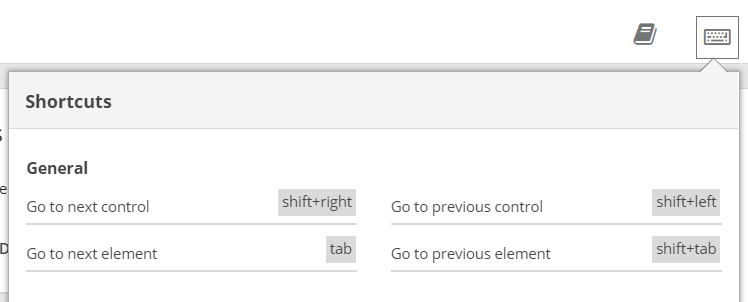 Shortcuts
General
Go to next control shift+right
Go to previous control shift+left
Go to next element tab
Go to previous element shift+tab